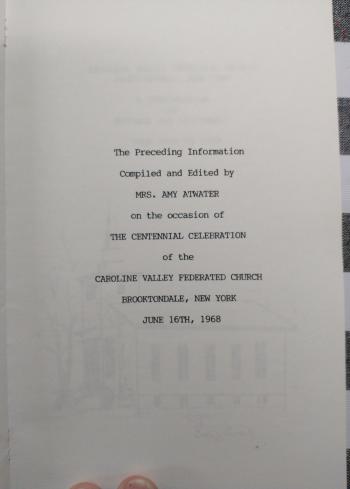 The Preceding Information
Compiled and Edited by
MRS. AMY ATWATER
on the occasion of
THE CENTENNIAL CELEBRATION
of the
CAROLINE VALLEY FEDERATED CHURCH
BROOKTONDALE, NEW YORK
JUNE 16TH, 1968